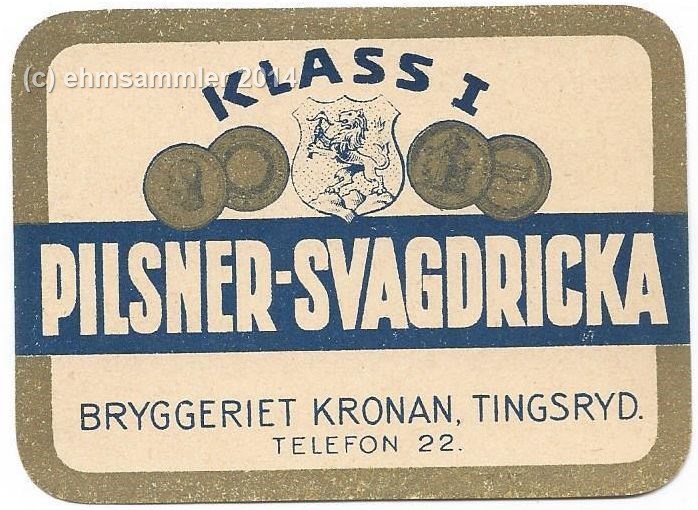 (c) ehmsammler 2014
KLASS I
PILSNER-SVAGDRICKA
BRYGGERIET KRONAN, TINGSRYD.
TELEFON 22.